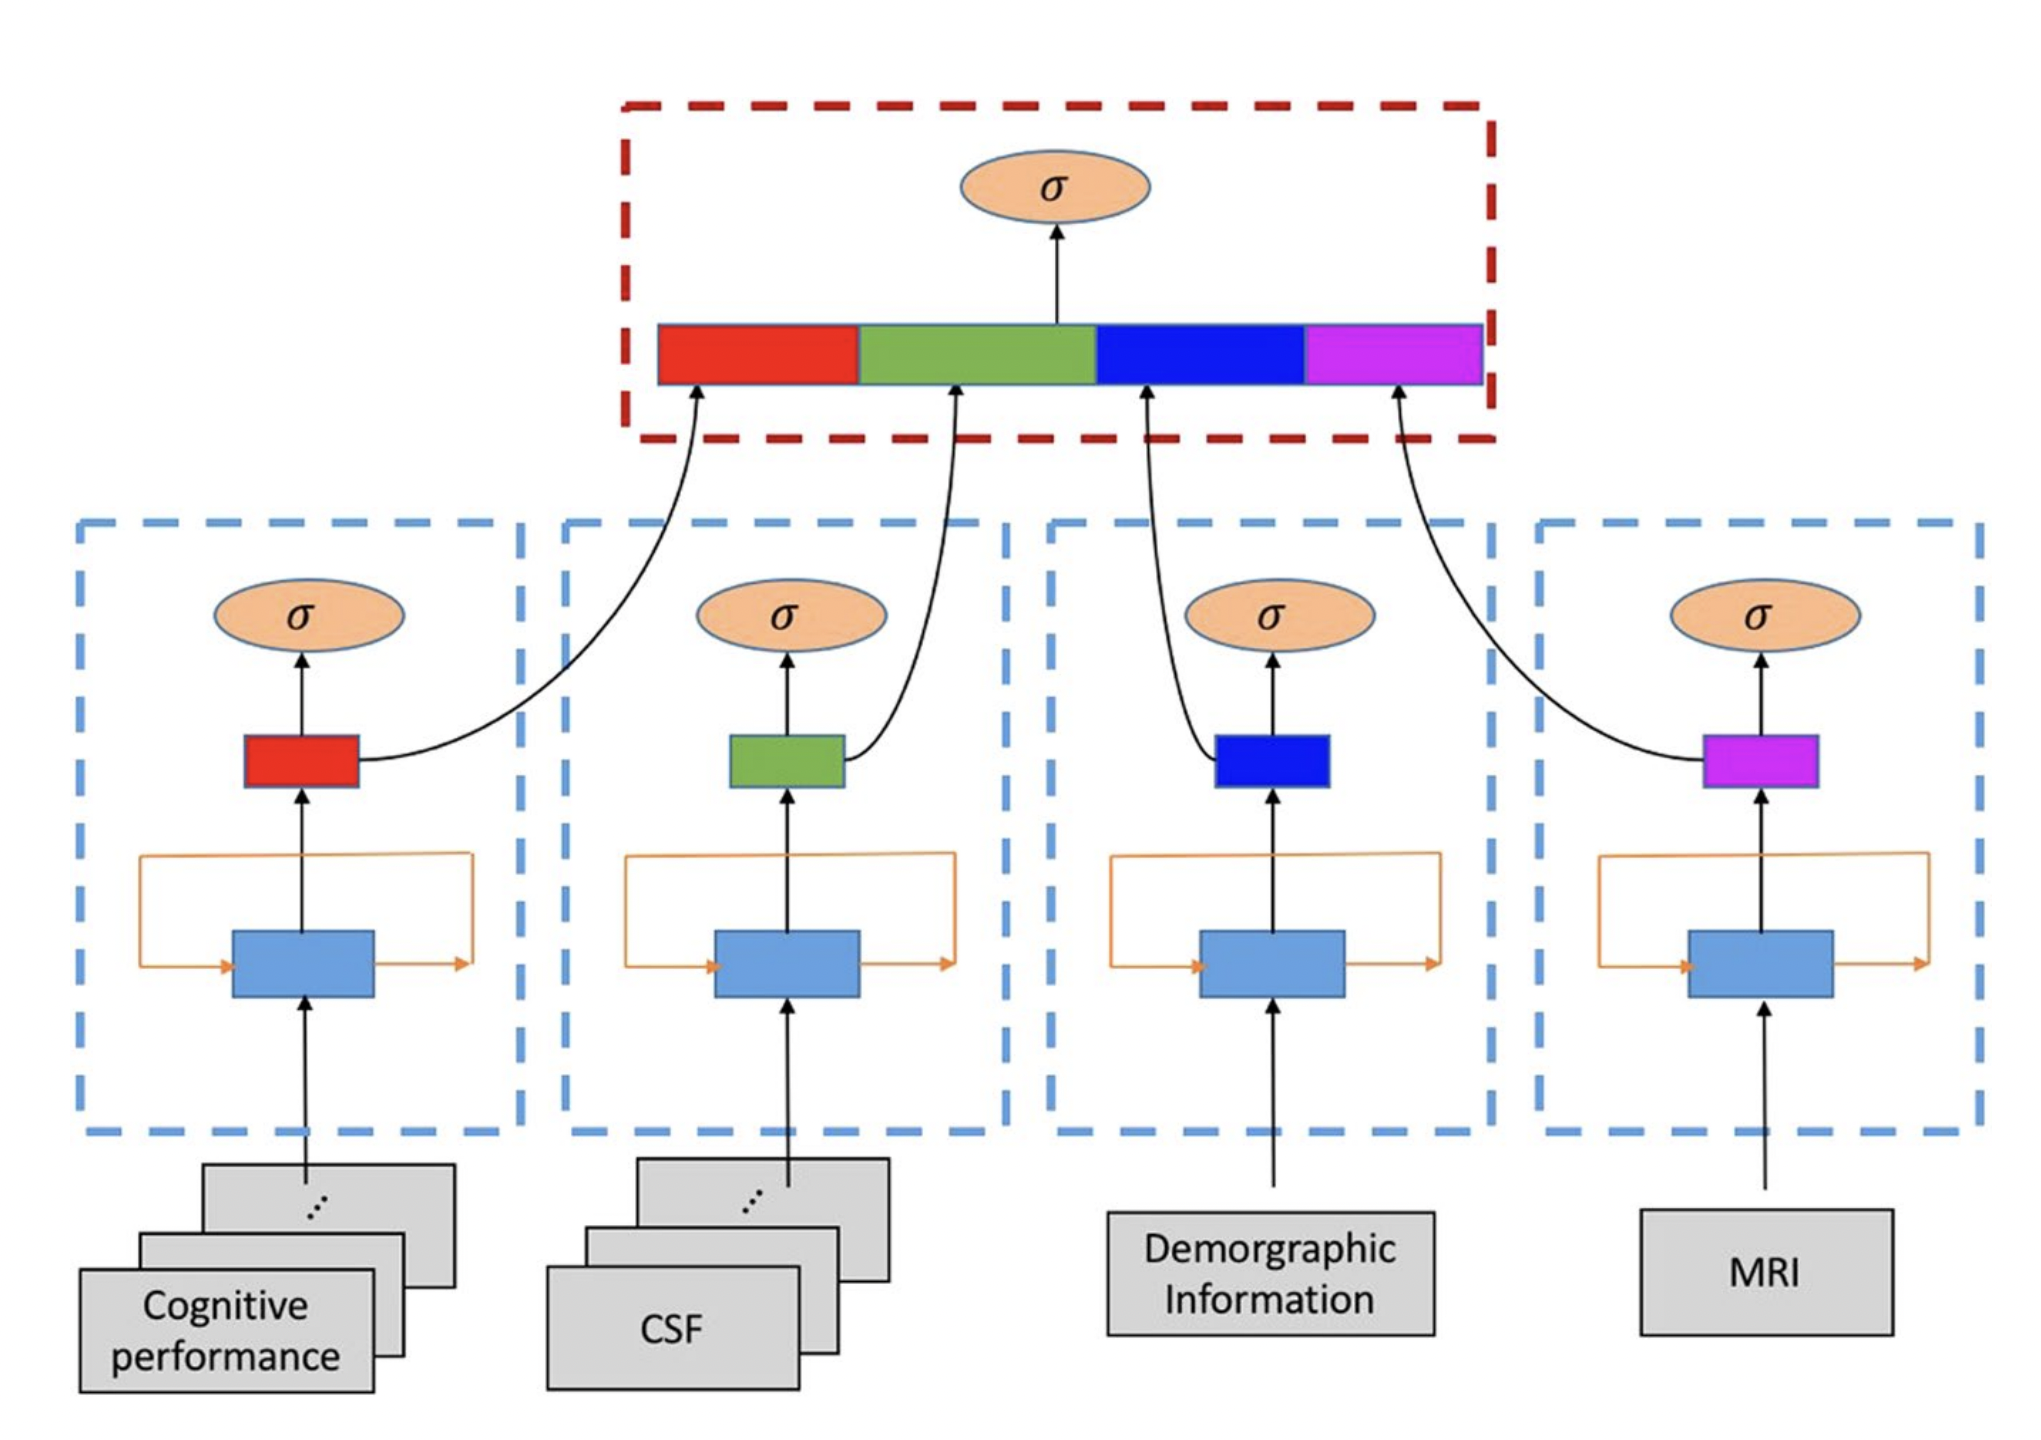 σ
σ
σ
σ
σ
⋰
⋰
Cognitive
performance
CSF
Demorgraphic
Information
MRI